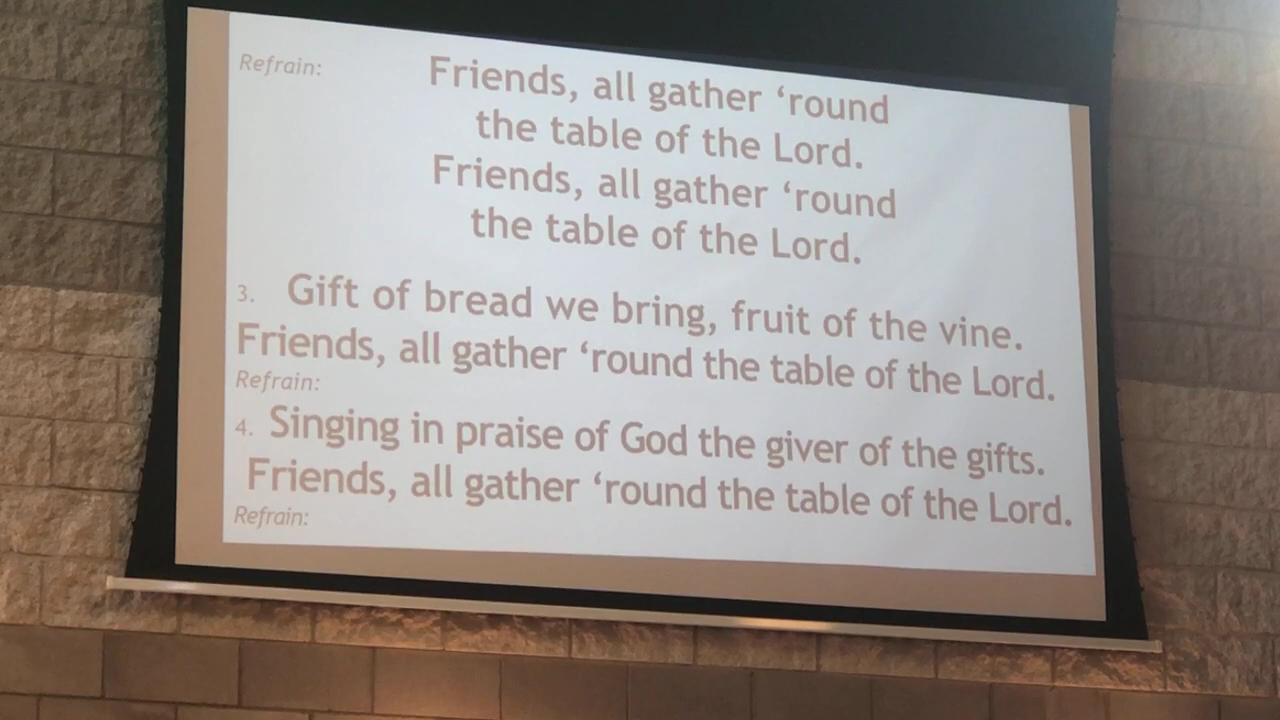 Refrain: Friends, all gather ‘round
the table of the Lord.
Friends, all gather ‘round
the table of the Lord.
3. Gift of bread we bring, fruit of the vine.
Friends, all gather ‘round the table of the Lord.
Refrain:
4. Singing in praise of God the giver of the gifts.
Friends, all gather ‘round the table of the Lord.
Refrain: